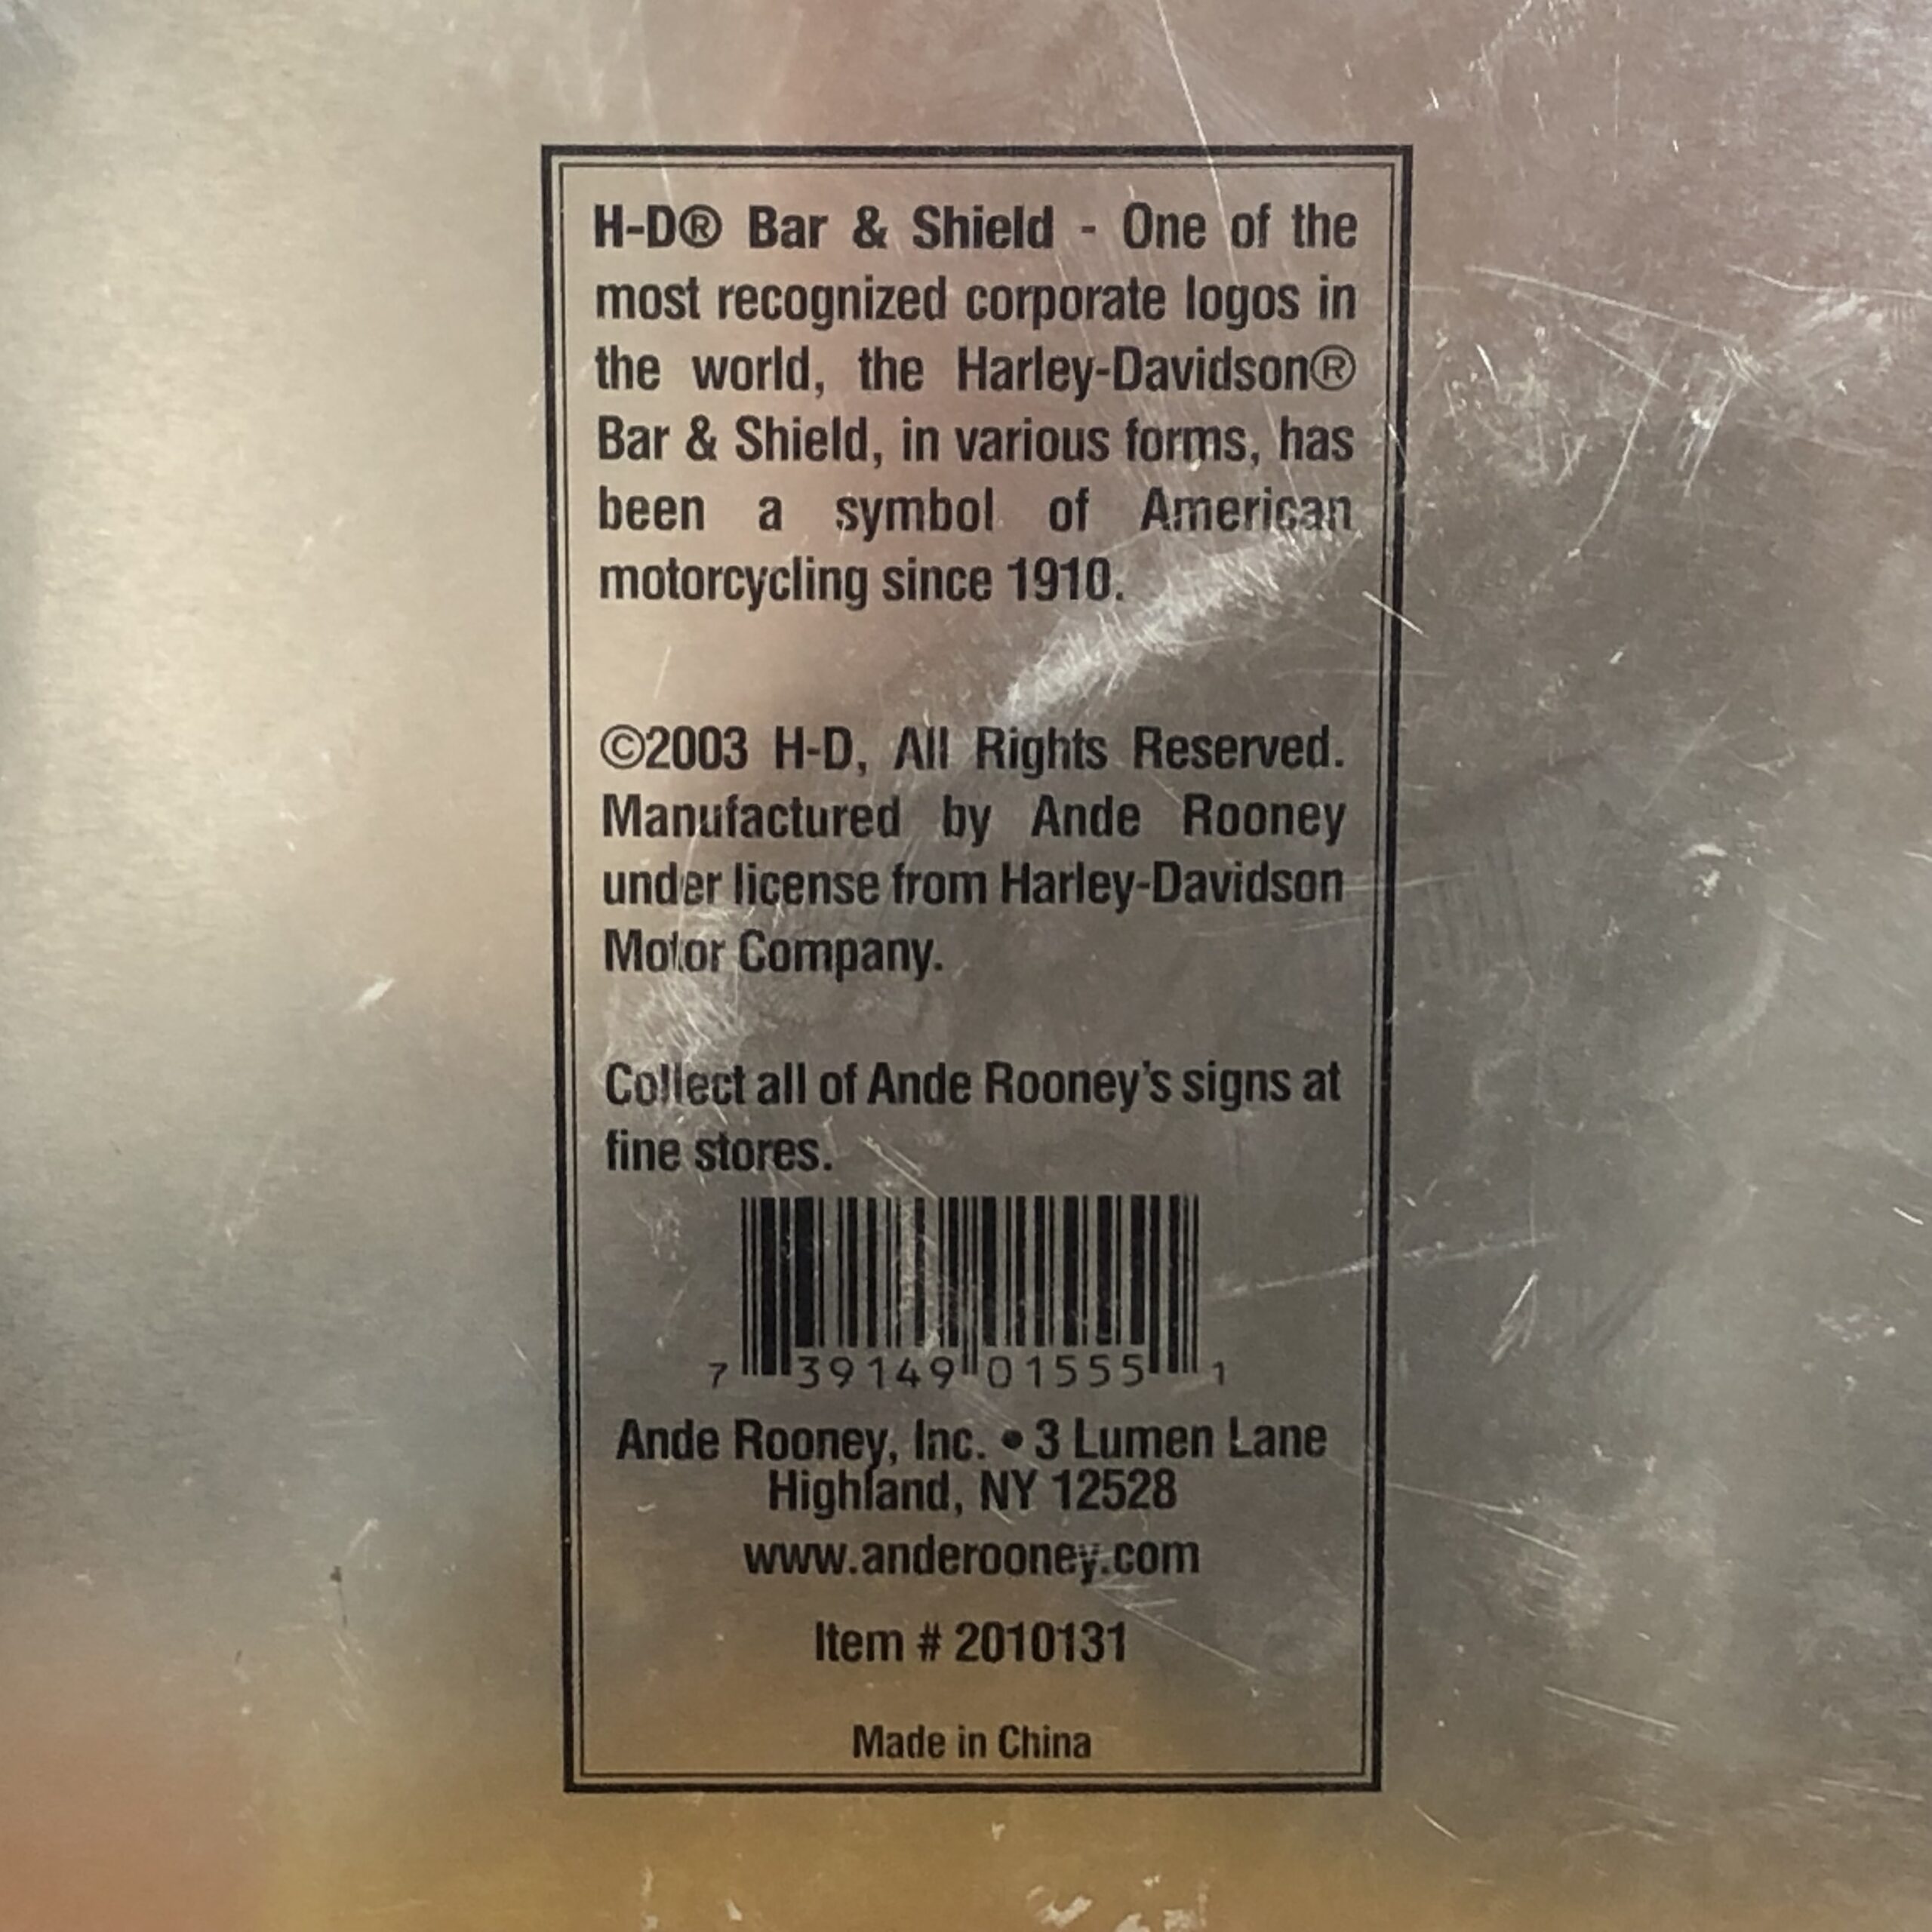 H-D® Bar & Shield - One of the
most recognized corporate logos in
the world, the Harley-Davidson®
Bar & Shield, in various forms, has
been a symbol of American
motorcycling since 1910.
©2003 H-D, All Rights Reserved.
Manufactured by Ande Rooney
under license from Harley-Davidson
Motor Company.
Collect all of Ande Rooney's signs at
fine stores.
7 39149 01555 1
Ande Rooney, Inc. • 3 Lumen Lane
Highland, NY 12528
www.anderooney.com
Item # 2010131
Made in China